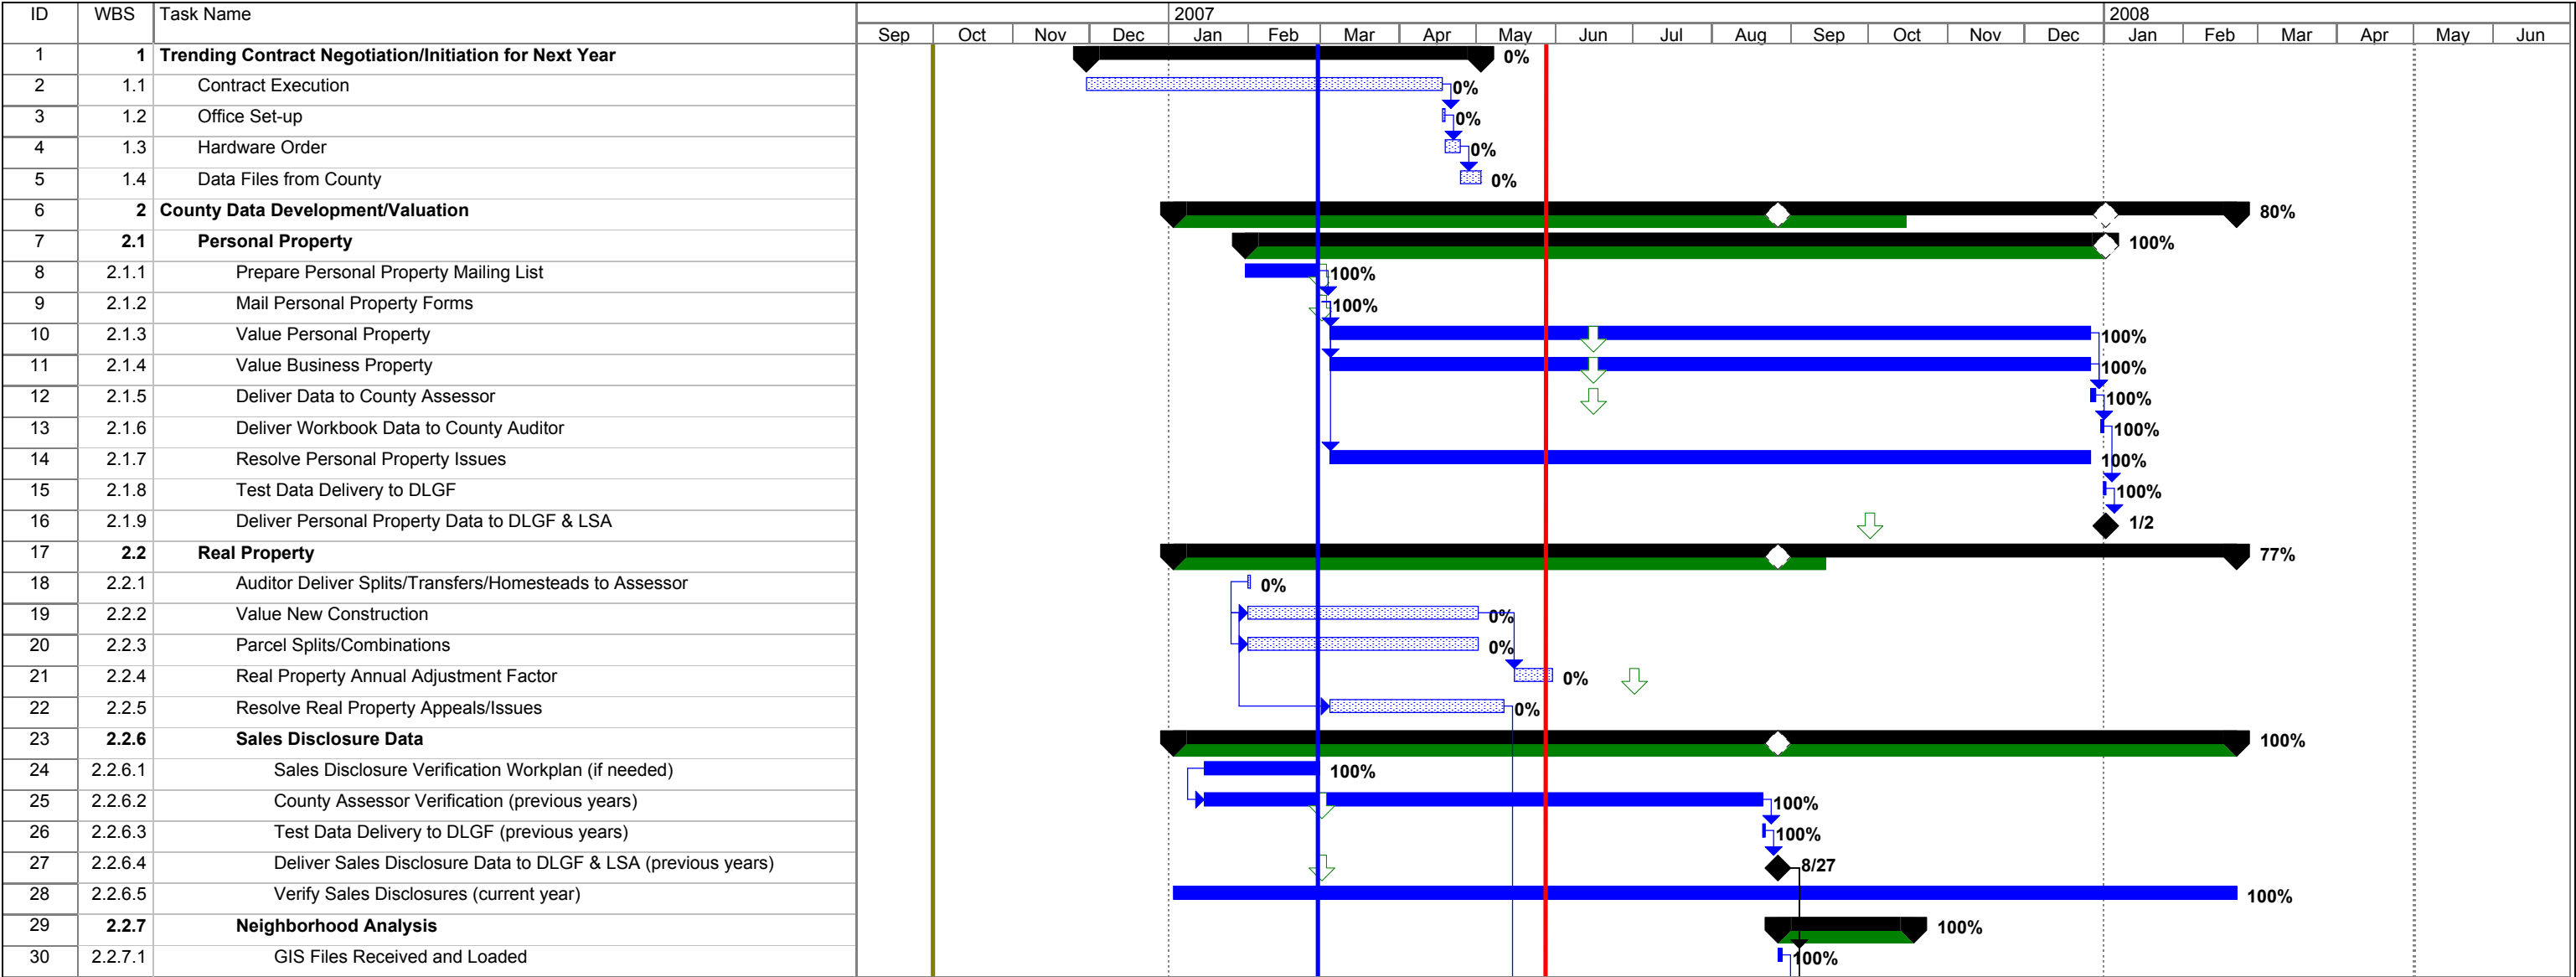 ID WBS Task Name 2007 2008
Sep Oct Nov Dec Jan Feb Mar Apr May Jun Jul Aug Sep Oct Nov Dec Jan Feb Mar Apr May Jun
1 1 Trending Contract Negotiation/Initiation for Next Year 0%
2 1.1 Contract Execution 0%
3 1.2 Office Set-up 0%
4 1.3 Hardware Order 0%
5 1.4 Data Files from County 0%
6 2 County Data Development/Valuation 80%
7 2.1 Personal Property 100%
8 2.1.1 Prepare Personal Property Mailing List 100%
9 2.1.2 Mail Personal Property Forms 100%
10 2.1.3 Value Personal Property 100%
11 2.1.4 Value Business Property 100%
12 2.1.5 Deliver Data to County Assessor 100%
13 2.1.6 Deliver Workbook Data to County Auditor 100%
14 2.1.7 Resolve Personal Property Issues 100%
15 2.1.8 Test Data Delivery to DLGF 100%
16 2.1.9 Deliver Personal Property Data to DLGF & LSA 1/2
17 2.2 Real Property 77%
18 2.2.1 Auditor Deliver Splits/Transfers/Homesteads to Assessor 0%
19 2.2.2 Value New Construction 0%
20 2.2.3 Parcel Splits/Combinations 0%
21 2.2.4 Real Property Annual Adjustment Factor 0%
22 2.2.5 Resolve Real Property Appeals/Issues 0%
23 2.2.6 Sales Disclosure Data 100%
24 2.2.6.1 Sales Disclosure Verification Workplan (if needed) 100%
25 2.2.6.2 County Assessor Verification (previous years) 100%
26 2.2.6.3 Test Data Delivery to DLGF (previous years) 100%
27 2.2.6.4 Deliver Sales Disclosure Data to DLGF & LSA (previous years) 8/27
28 2.2.6.5 Verify Sales Disclosures (current year) 100%
29 2.2.7 Neighborhood Analysis 100%
30 2.2.7.1 GIS Files Received and Loaded 100%